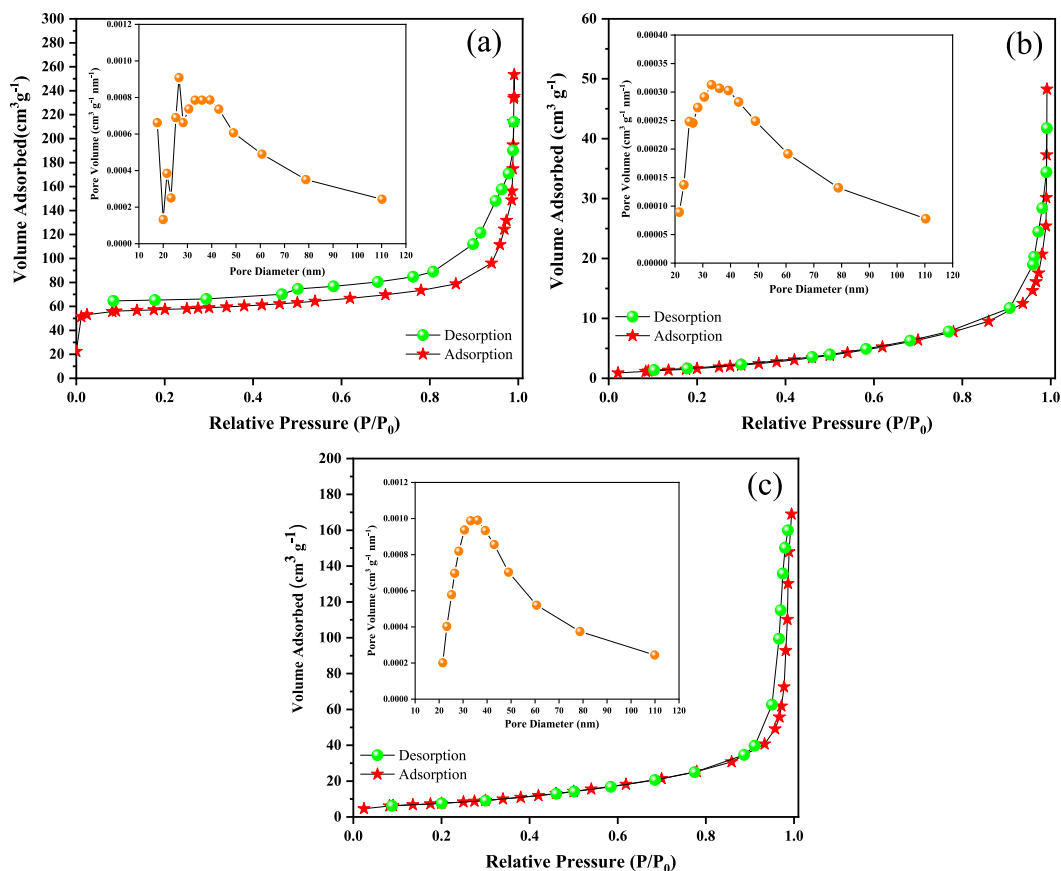 (a)
Volume Adsorbed(cm³g⁻¹)
300
280
260
240
220
200
180
160
140
120
100
80
60
40
20
0
0.0 0.2 0.4 0.6 0.8 1.0
Relative Pressure (P/P₀)
Desorption
Adsorption
Pore Volume (cm³ g⁻¹ nm⁻¹)
0.0012
0.0010
0.0008
0.0006
0.0004
0.0002
0.0000
10 20 30 40 50 60 70 80 90 100 110 120
Pore Diameter (nm)
(b)
Volume Adsorbed (cm³ g⁻¹)
60
50
40
30
20
10
0
0.0 0.2 0.4 0.6 0.8 1.0
Relative Pressure (P/P₀)
Desorption
Adsorption
Pore Volume (cm³ g⁻¹ nm⁻¹)
0.00040
0.00035
0.00030
0.00025
0.00020
0.00015
0.00010
0.00005
0.00000
20 30 40 50 60 70 80 90 100 110 120
Pore Diameter (nm)
(c)
Volume Adsorbed (cm³ g⁻¹)
200
180
160
140
120
100
80
60
40
20
0
0.0 0.2 0.4 0.6 0.8 1.0
Relative Pressure (P/P₀)
Desorption
Adsorption
Pore Volume (cm³ g⁻¹ nm⁻¹)
0.0012
0.0010
0.0008
0.0006
0.0004
0.0002
0.0000
10 20 30 40 50 60 70 80 90 100 110 120
Pore Diameter (nm)